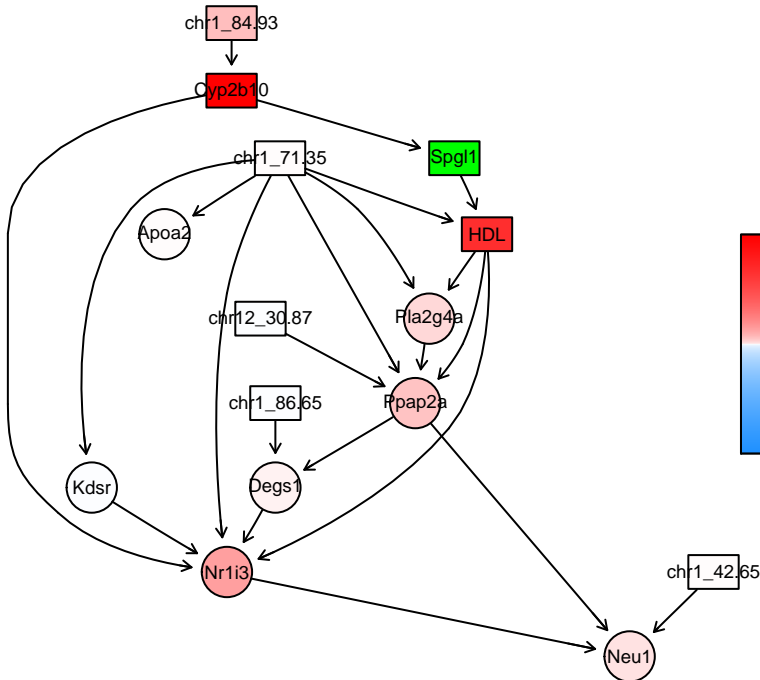 chr1_84.93
Cyp2b10
chr1_71.35
Spgl1
Apoa2
HDL
chr12_30.87
Pla2g4a
chr1_86.65
Ppap2a
Kdsr
Degs1
Nr1i3
chr1_42.65
Neu1